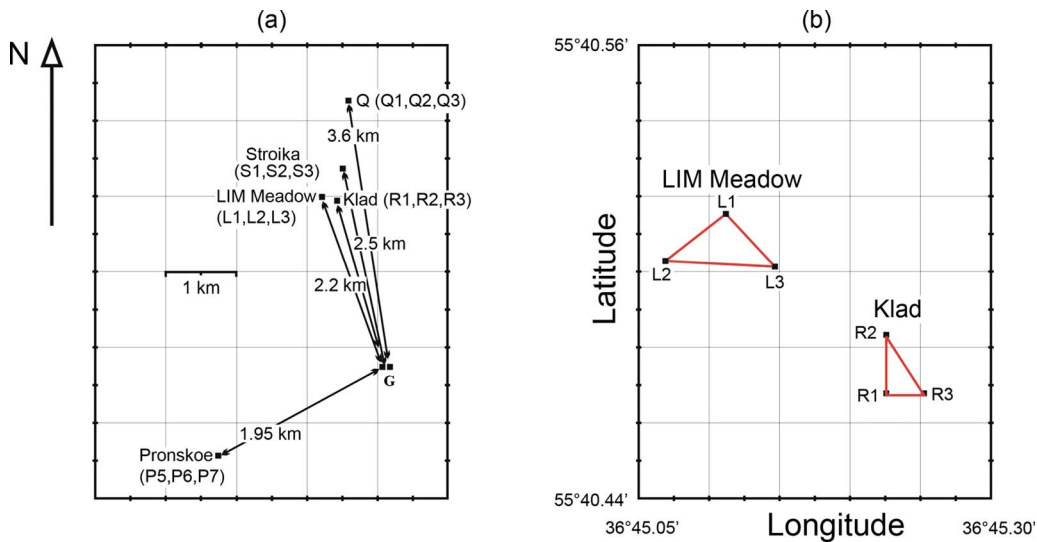 (a)
N
Q (Q1,Q2,Q3)
3.6 km
Stroika
(S1,S2,S3)
LIM Meadow
(L1,L2,L3)
Klad (R1,R2,R3)
2.5 km
1 km
2.2 km
G
1.95 km
Pronskoe
(P5,P6,P7)
(b)
55°40.56'
LIM Meadow
L1
L2
L3
Klad
R2
R1
R3
Latitude
55°40.44'
36°45.05'
Longitude
36°45.30'